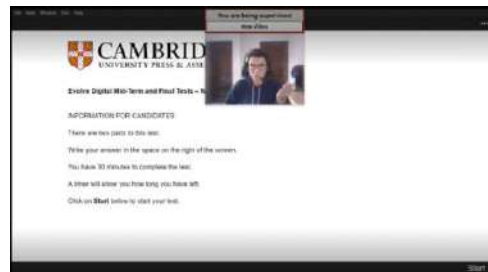 You are being supervised
Hide Video
CAMBRID
UNIVERSITY PRESS & ASSE
Evolve Digital Mid-Term and Final Tests –
INFORMATION FOR CANDIDATES
There are two parts to this test.
Write your answer in the space on the right of the screen.
You have 30 minutes to complete the test.
A timer will show you how long you have left.
Click on Start below to start your test.
Start